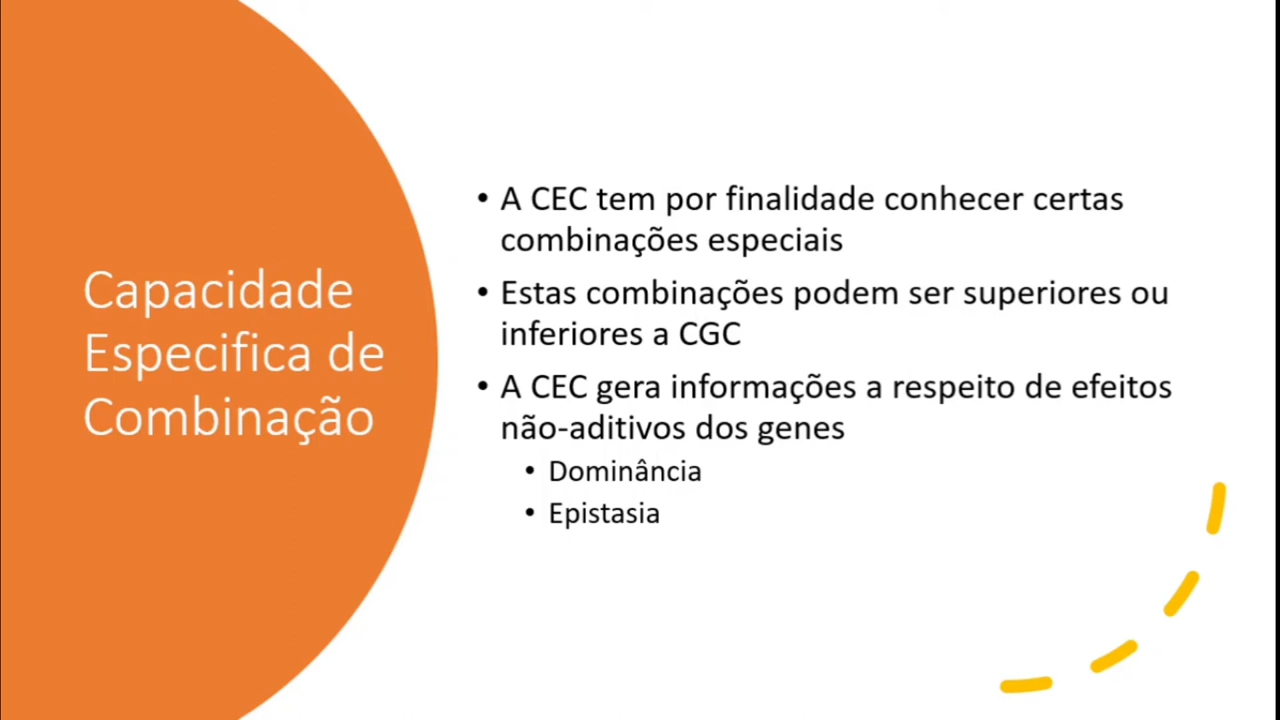 Capacidade
Especifica de
Combinação
• A CEC tem por finalidade conhecer certas
combinações especiais
• Estas combinações podem ser superiores ou
inferiores a CGC
• A CEC gera informações a respeito de efeitos
não-aditivos dos genes
• Dominância
• Epistasia